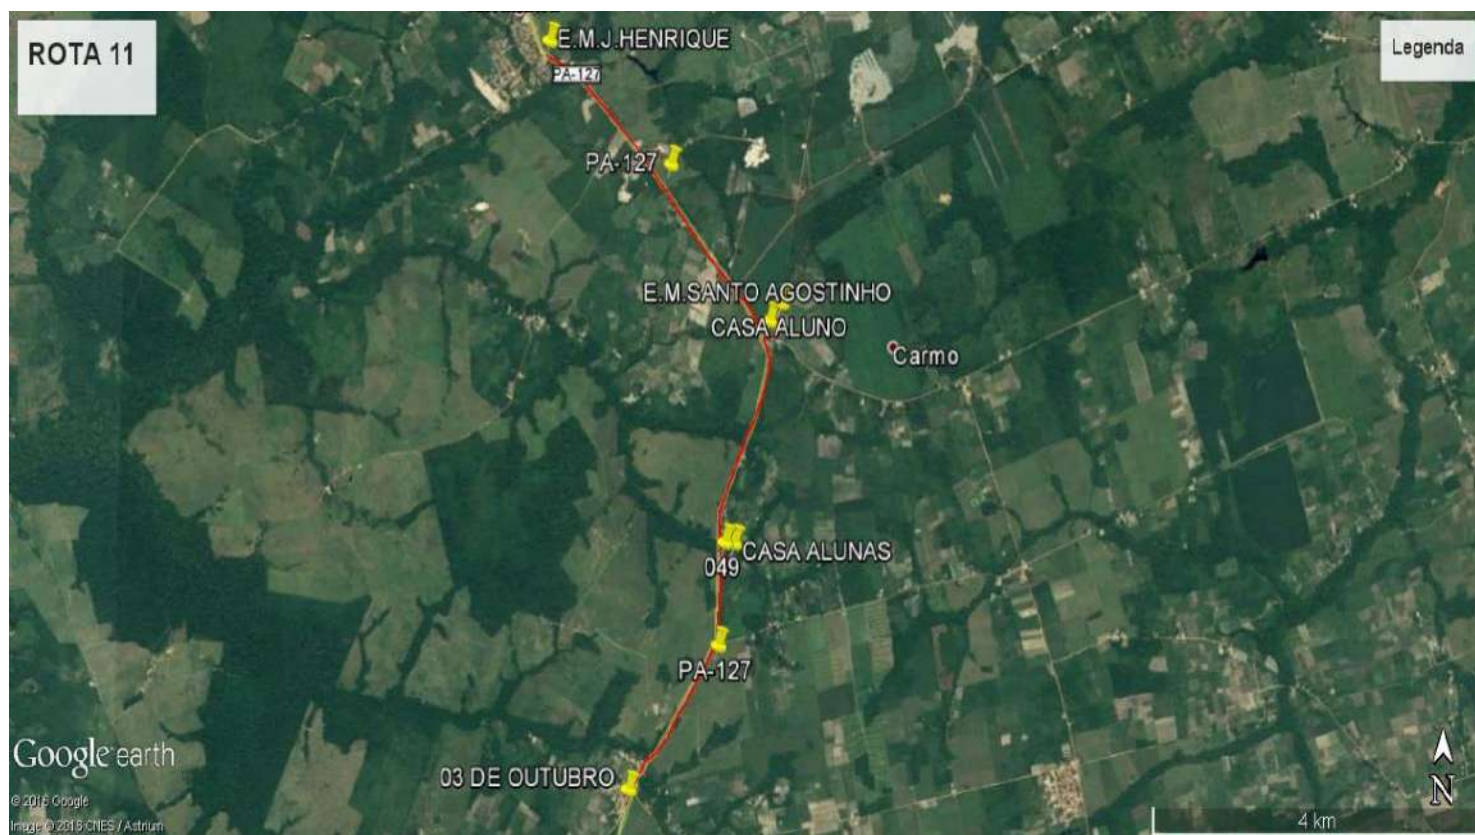 E.M.J.HENRIQUE
ROTA 11
Legenda
PA-127
PA-127
E.M.SANTO AGOSTINHO
CASA ALUNO
Carmo
CASA ALUNAS
049
PA-127
Google earth
03 DE OUTUBRO
© 2016 Google
Image © 2016 CNES / Astrium
N
4 km